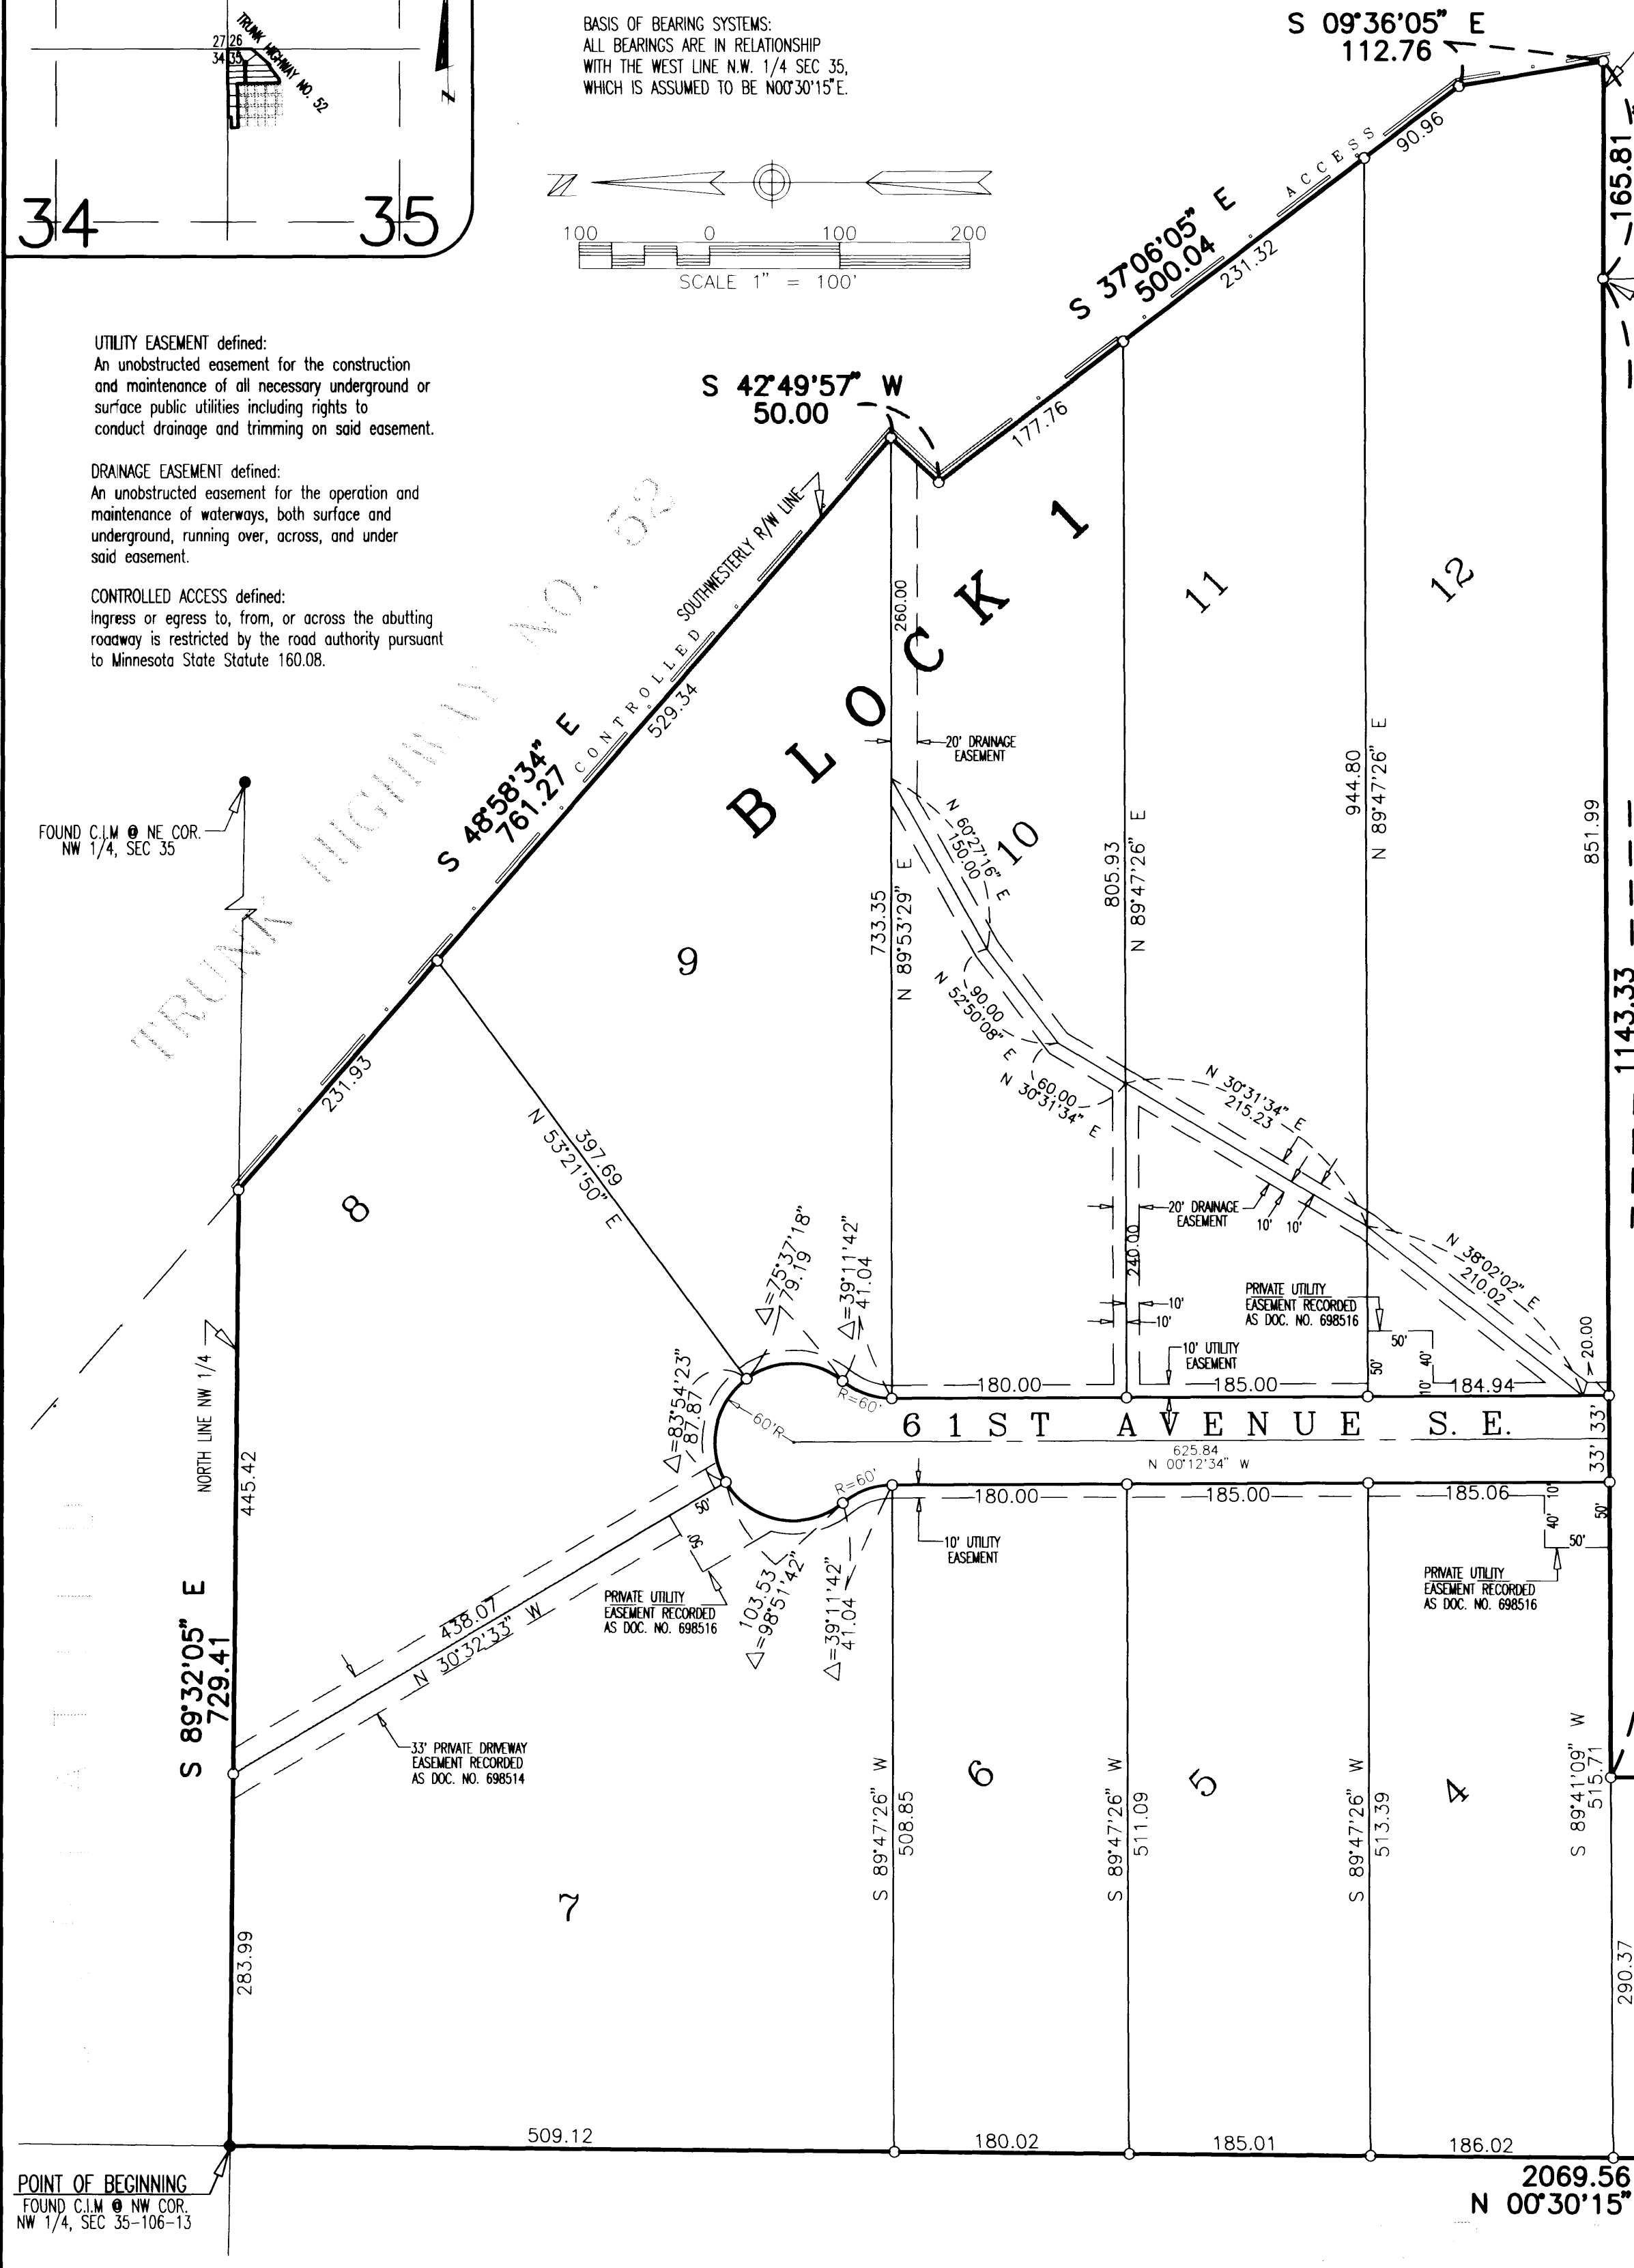 TRUNK HIGHWAY NO. 52
27 26
34 35
N
34
35
BASIS OF BEARING SYSTEMS:
ALL BEARINGS ARE IN RELATIONSHIP
WITH THE WEST LINE N.W. 1/4 SEC 35,
WHICH IS ASSUMED TO BE N00°30'15"E.
N
100 0 100 200
SCALE 1" = 100'
S 09°36'05" E
112.76
165.81
90.96
ACCESS
S 37°06'05" E
500.04
231.32
177.76
UTILITY EASEMENT defined:
An unobstructed easement for the construction
and maintenance of all necessary underground or
surface public utilities including rights to
conduct drainage and trimming on said easement.
DRAINAGE EASEMENT defined:
An unobstructed easement for the operation and
maintenance of waterways, both surface and
underground, running over, across, and under
said easement.
CONTROLLED ACCESS defined:
Ingress or egress to, from, or across the abutting
roadway is restricted by the road authority pursuant
to Minnesota State Statute 160.08.
S 42°49'57" W
50.00
SOUTHWESTERLY R/W LINE
CONTROLLED
529.34
S 48°58'34" E
761.27
TRUNK HIGHWAY NO. 52
FOUND C.I.M @ NE COR.
NW 1/4, SEC 35
BLOCK 1
260.00
20' DRAINAGE
EASEMENT
11
12
10
9
8
N 60°27'16" E
150.00
733.35
N 89°53'29" E
805.93
N 89°47'26" E
944.80
N 89°47'26" E
851.99
1143.33
90.00
N 52°50'08" E
60.00
N 30°31'34" E
N 30°31'34" E
215.23
231.93
397.69
N 53°21'50" E
20' DRAINAGE
EASEMENT
10' 10'
240.00
10'
10'
N 38°02'02" E
210.02
20.00
PRIVATE UTILITY
EASEMENT RECORDED
AS DOC. NO. 698516
50'
50'
40'
10'
10' UTILITY
EASEMENT
Δ=75°37'18"
79.19
Δ=39°11'42"
41.04
Δ=83°54'23"
87.87
R=60'
60'R
180.00
185.00
184.94
61ST AVENUE S.E.
625.84
N 00°12'34" W
33' 33'
NORTH LINE NW 1/4
445.42
R=60'
180.00
185.00
185.06
10'
40'
50'
50'
10' UTILITY
EASEMENT
50'
50'
PRIVATE UTILITY
EASEMENT RECORDED
AS DOC. NO. 698516
103.53
Δ=98°51'42"
Δ=39°11'42"
41.04
PRIVATE UTILITY
EASEMENT RECORDED
AS DOC. NO. 698516
438.07
N 30°32'33" W
S 89°32'05" E
729.41
33' PRIVATE DRIVEWAY
EASEMENT RECORDED
AS DOC. NO. 698514
7
6
5
4
S 89°47'26" W
508.85
S 89°47'26" W
511.09
S 89°47'26" W
513.39
S 89°41'09" W
515.71
283.99
290.37
509.12
180.02
185.01
186.02
2069.56
N 00°30'15"
POINT OF BEGINNING
FOUND C.I.M @ NW COR.
NW 1/4, SEC 35-106-13